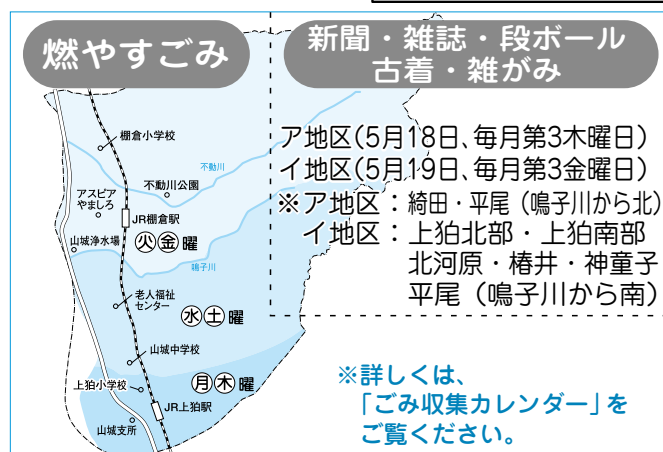 燃やすごみ
新聞・雑誌・段ボール
古着・雑がみ
ア地区(5月18日、毎月第3木曜日)
イ地区(5月19日、毎月第3金曜日)
※ア地区：綺田・平尾（鳴子川から北）
イ地区：上狛北部・上狛南部
北河原・椿井・神童子
平尾（鳴子川から南）
棚倉小学校
不動川
不動川公園
アスピア
やましろ
JR棚倉駅
山城浄水場
火金曜
鳴子川
老人福祉
センター
水土曜
山城中学校
上狛小学校
月木曜
JR上狛駅
山城支所
※詳しくは、
「ごみ収集カレンダー」を
ご覧ください。